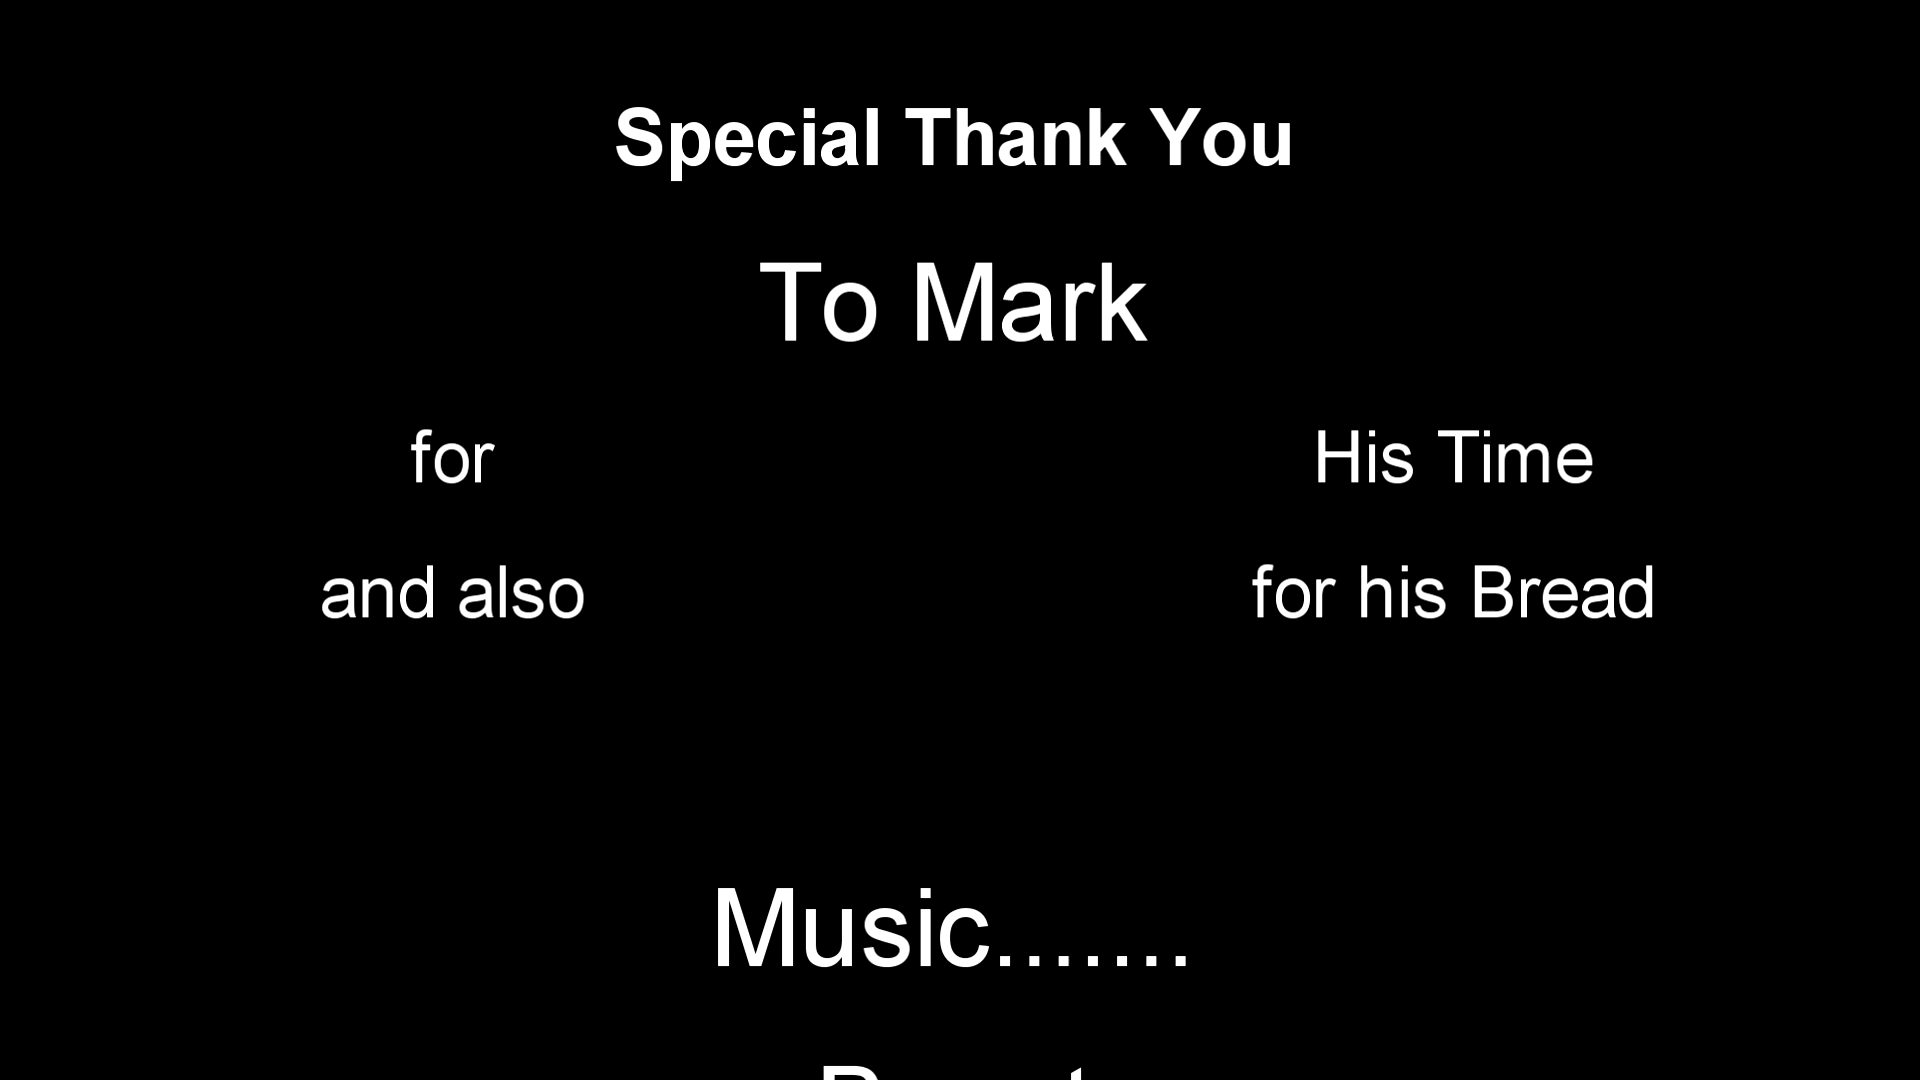 Special Thank You
To Mark
for His Time
and also for his Bread
Music.......